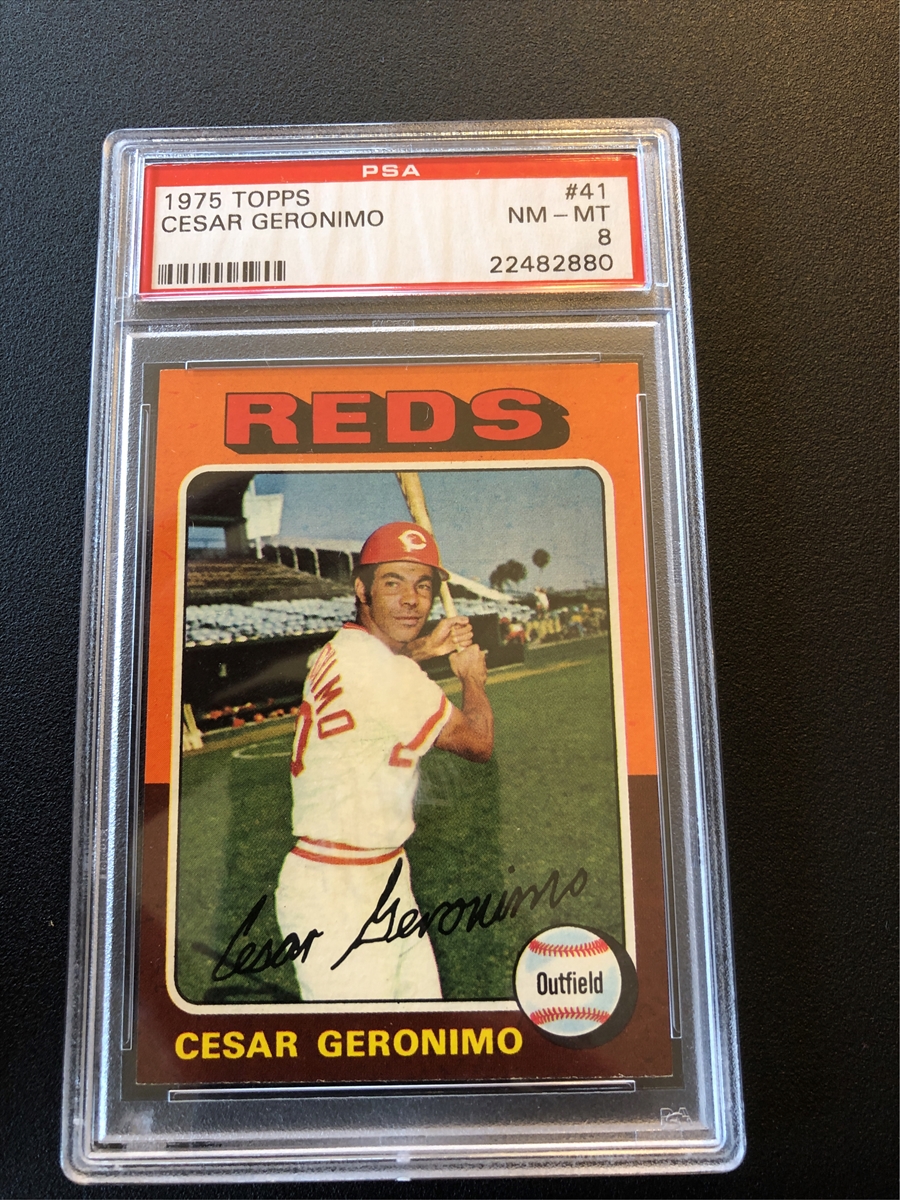 PSA
1975 TOPPS #41
CESAR GERONIMO NM - MT
8
22482880
REDS
C
Cesar Geronimo
Outfield
CESAR GERONIMO